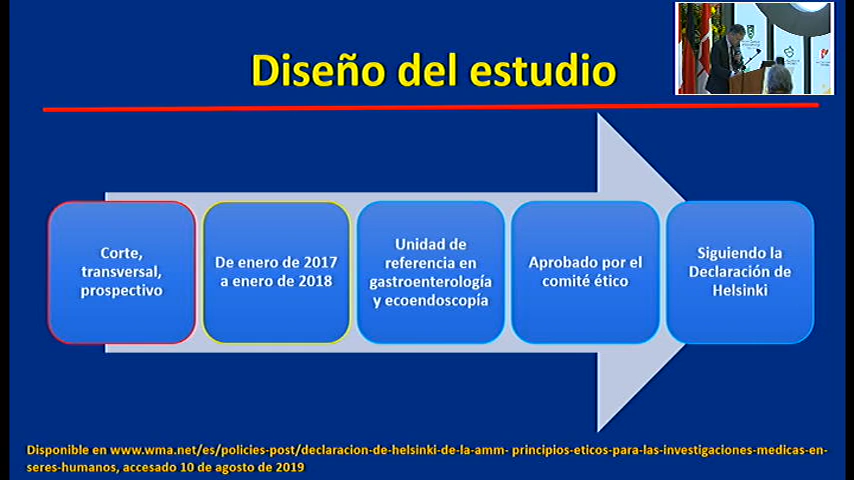 Diseño del estudio
Corte,
transversal,
prospectivo
De enero de 2017
a enero de 2018
Unidad de
referencia en
gastroenterología
y ecoendoscopía
Aprobado por el
comité ético
Siguiendo la
Declaración de
Helsinki
Disponible en www.wma.net/es/policies-post/declaracion-de-helsinki-de-la-amm- principios-eticos-para-las-investigaciones-medicas-en-
seres-humanos, accesado 10 de agosto de 2019